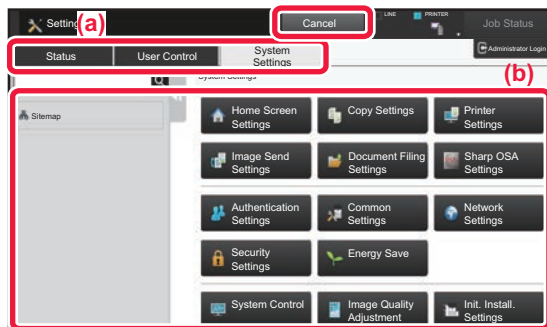 Settings
(a)
Cancel
LINE
PRINTER
Job Status
Status
User Control
System
Settings
Administrator Login
(b)
System Settings
Sitemap
Home Screen
Settings
Copy Settings
Printer
Settings
Image Send
Settings
Document Filing
Settings
Sharp OSA
Settings
Authentication
Settings
Common
Settings
Network
Settings
Security
Settings
Energy Save
System Control
Image Quality
Adjustment
Init. Install.
Settings